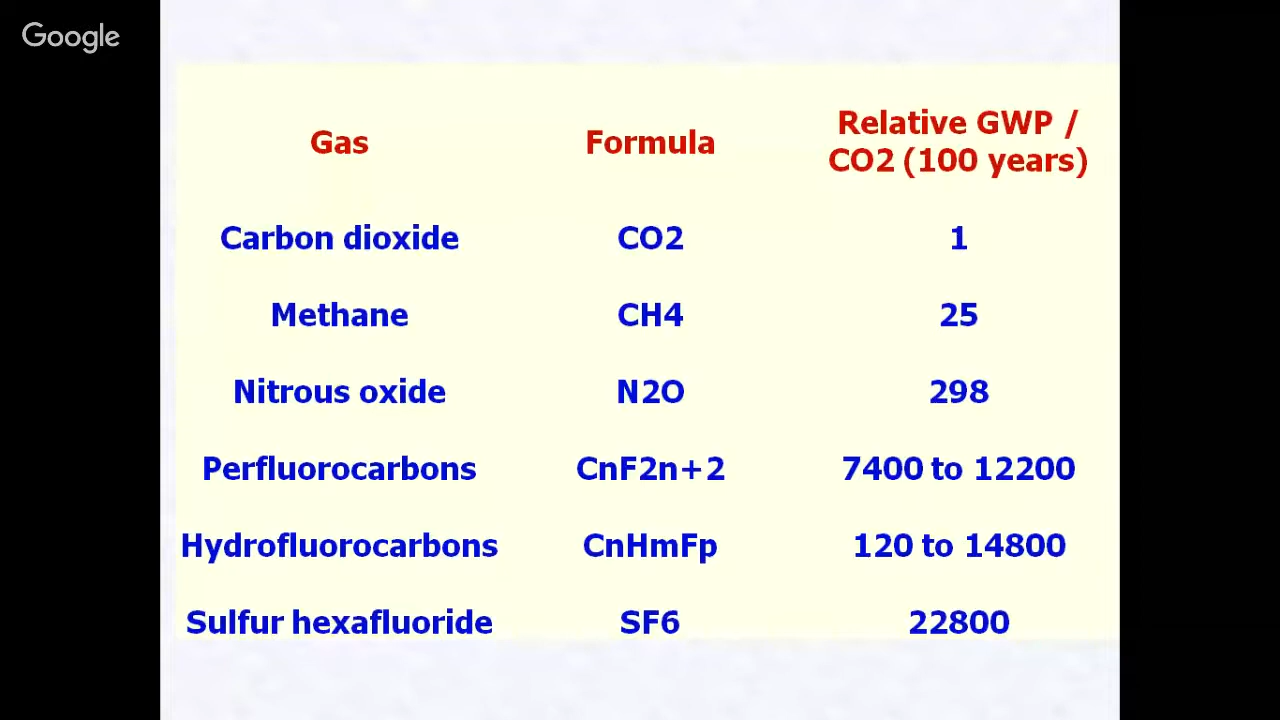 Google
Gas Formula Relative GWP /
CO2 (100 years)
Carbon dioxide CO2 1
Methane CH4 25
Nitrous oxide N2O 298
Perfluorocarbons CnF2n+2 7400 to 12200
Hydrofluorocarbons CnHmFp 120 to 14800
Sulfur hexafluoride SF6 22800